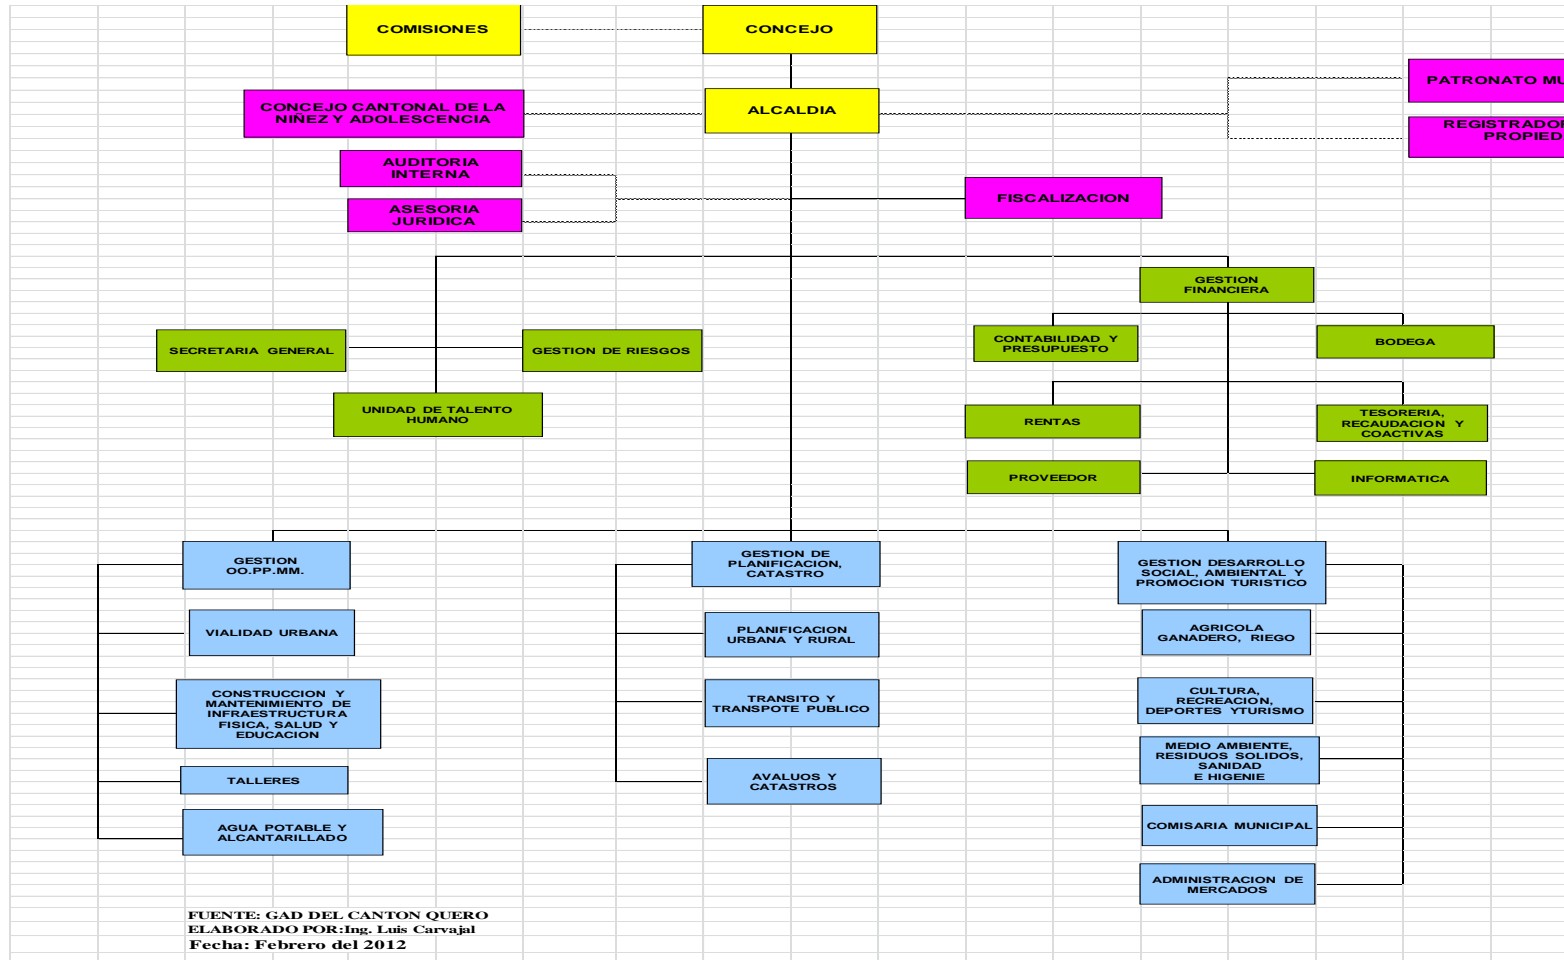 COMISIONES
CONCEJO
CONCEJO CANTONAL DE LA
NIÑEZ Y ADOLESCENCIA
ALCALDIA
PATRONATO
AUDITORIA
INTERNA
ASESORIA
JURIDICA
FISCALIZACION
GESTION
FINANCIERA
SECRETARIA GENERAL
GESTION DE RIESGOS
UNIDAD DE TALENTO
HUMANO
CONTABILIDAD Y
PRESUPUESTO
BODEGA
RENTAS
TESORERIA,
RECAUDACION Y
COACTIVAS
PROVEEDOR
INFORMATICA
GESTION
OO.PP.MM.
VIALIDAD URBANA
CONSTRUCCION Y
MANTENIMIENTO DE
INFRAESTRUCTURA
FISICA, SALUD Y
EDUCACION
TALLERES
AGUA POTABLE Y
ALCANTARILLADO
GESTION DE
PLANIFICACION,
CATASTRO
PLANIFICACION
URBANA Y RURAL
TRANSITO Y
TRANSPOTE PUBLICO
AVALUOS Y
CATASTROS
GESTION DESARROLLO
SOCIAL, AMBIENTAL Y
PROMOCION TURISTICO
AGRICOLA
GANADERO, RIEGO
CULTURA,
RECREACION,
DEPORTES YTURISMO
MEDIO AMBIENTE,
RESIDUOS SOLIDOS,
SANIDAD
E HIGENIE
COMISARIA MUNICIPAL
ADMINISTRACION DE
MERCADOS
FUENTE: GAD DEL CANTON QUERO
ELABORADO POR:Ing. Luis Carvajal
Fecha: Febrero del 2012